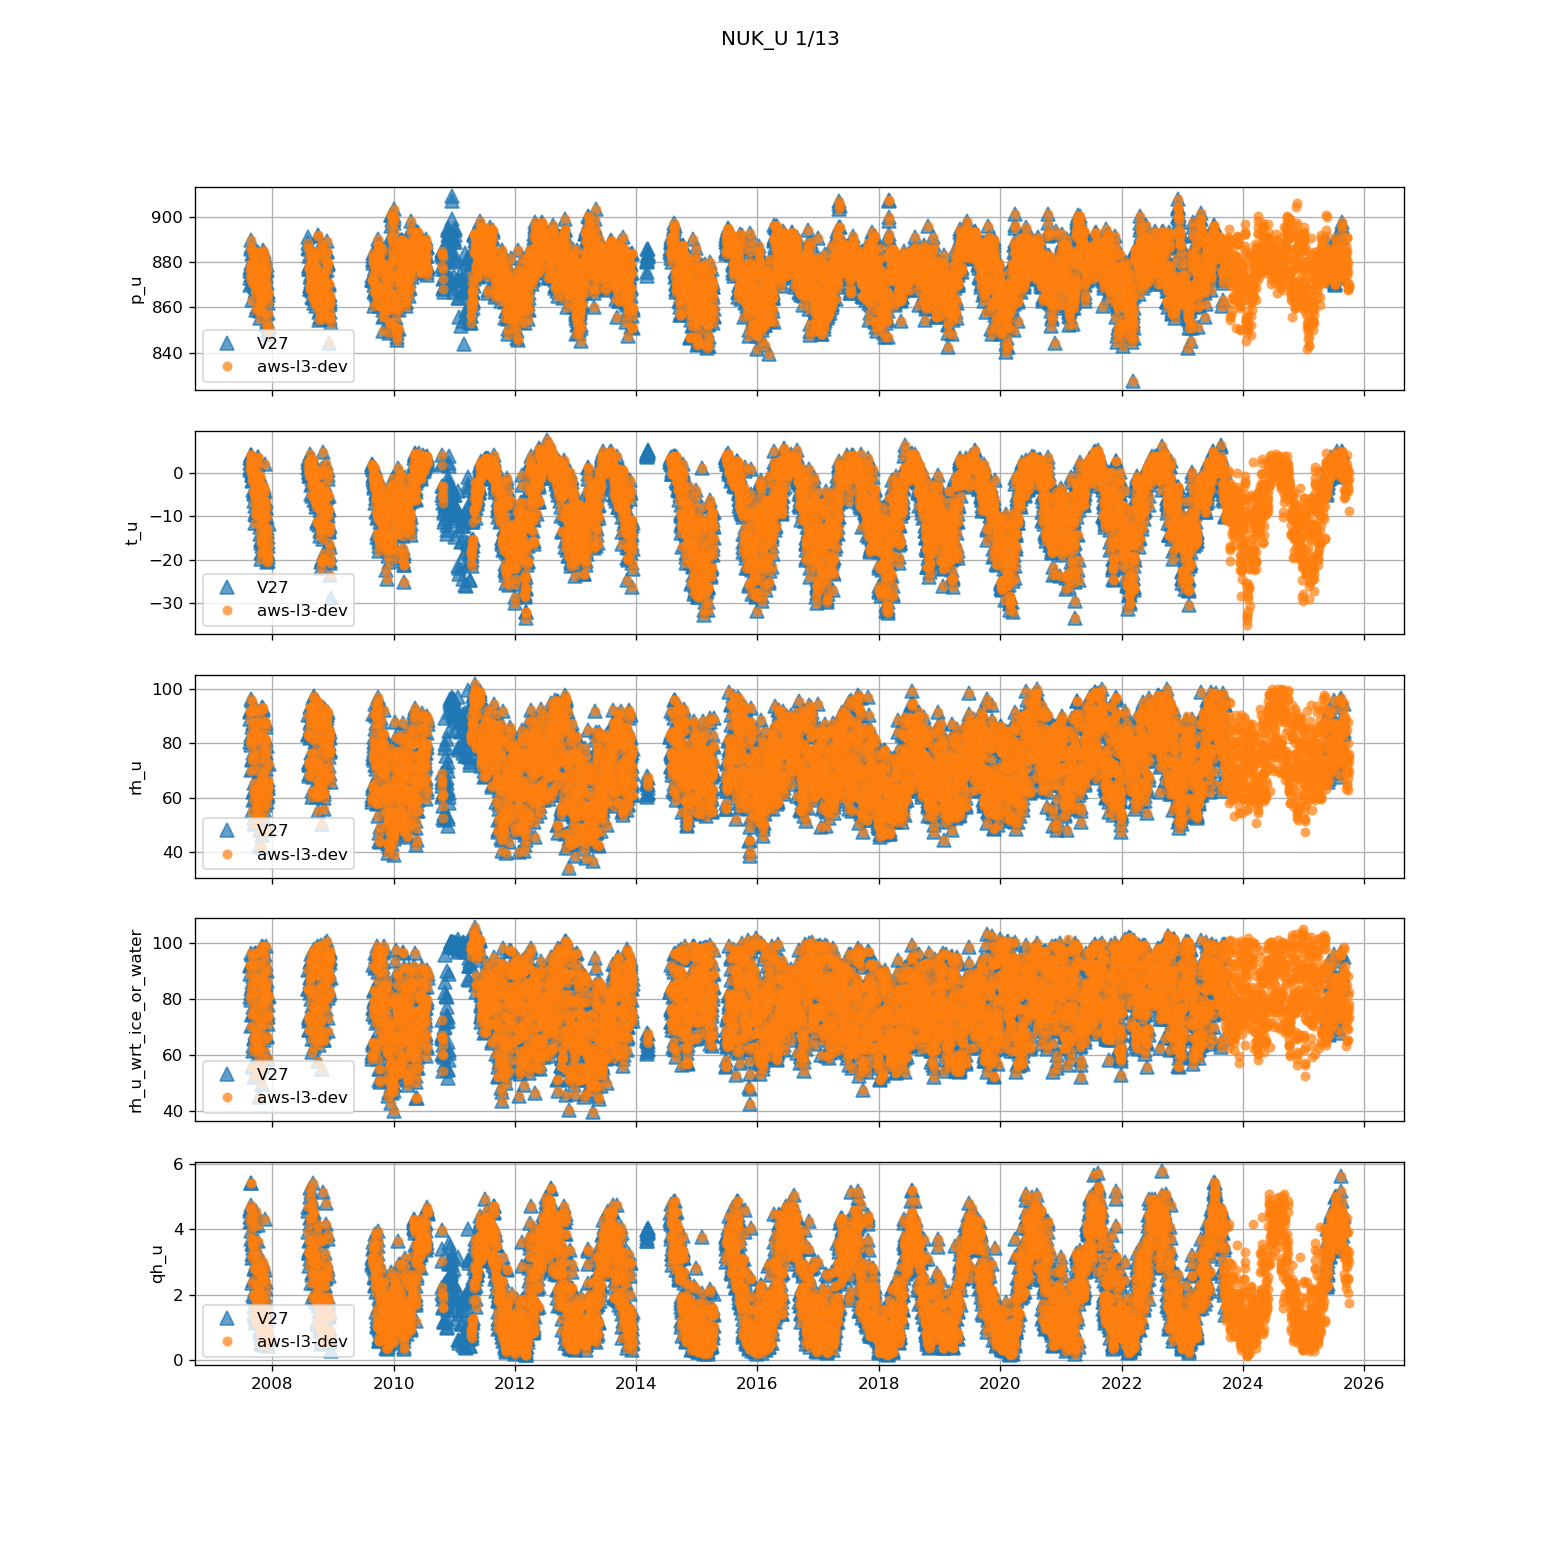 NUK_U 1/13
900
880
860
840
p_u
V27
aws-l3-dev
0
−10
−20
−30
t_u
V27
aws-l3-dev
100
80
60
40
rh_u
V27
aws-l3-dev
100
80
60
40
rh_u_wrt_ice_or_water
V27
aws-l3-dev
6
4
2
0
qh_u
V27
aws-l3-dev
2008 2010 2012 2014 2016 2018 2020 2022 2024 2026